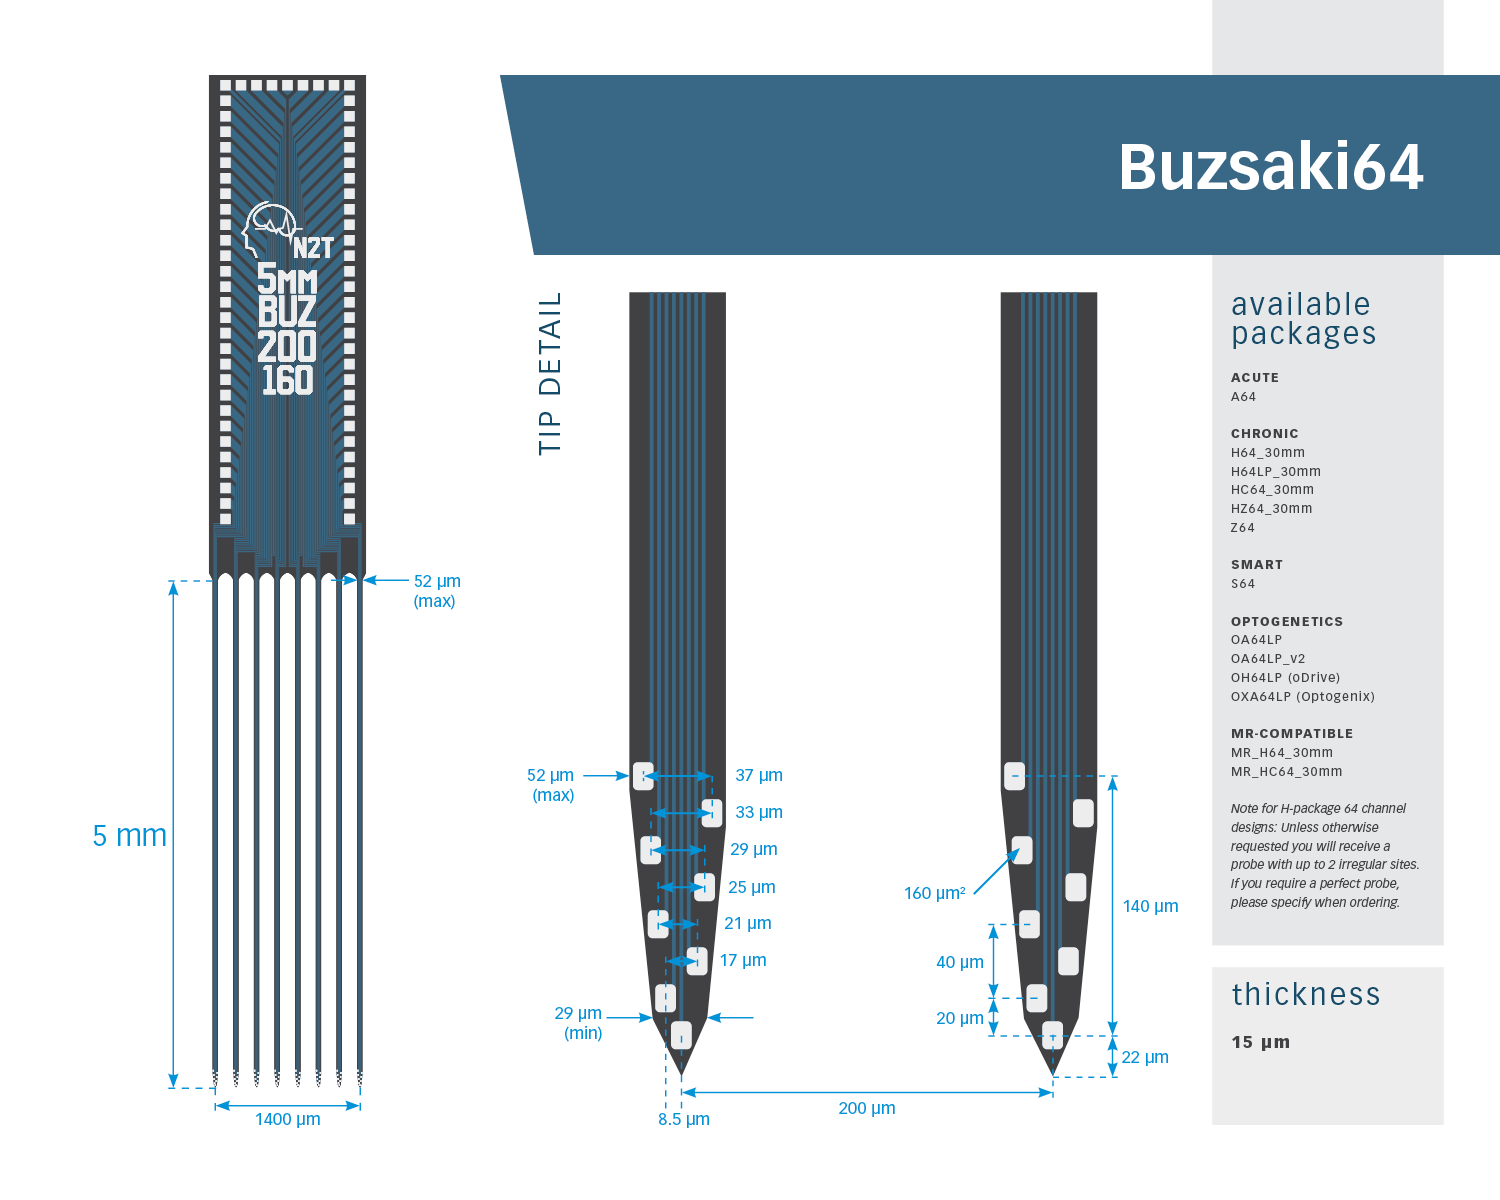 Buzsaki64
N2T
5MM
BUZ
200
160
52 µm
(max)
5 mm
1400 µm
TIP DETAIL
52 µm
(max)
37 µm
33 µm
29 µm
25 µm
21 µm
17 µm
29 µm
(min)
8.5 µm
200 µm
160 µm²
40 µm
20 µm
140 µm
22 µm
available
packages
ACUTE
A64
CHRONIC
H64_30mm
H64LP_30mm
HC64_30mm
HZ64_30mm
Z64
SMART
S64
OPTOGENETICS
OA64LP
OA64LP_v2
OH64LP (oDrive)
OXA64LP (Optogenix)
MR-COMPATIBLE
MR_H64_30mm
MR_HC64_30mm
Note for H-package 64 channel
designs: Unless otherwise
requested you will receive a
probe with up to 2 irregular sites.
If you require a perfect probe,
please specify when ordering.
thickness
15 µm